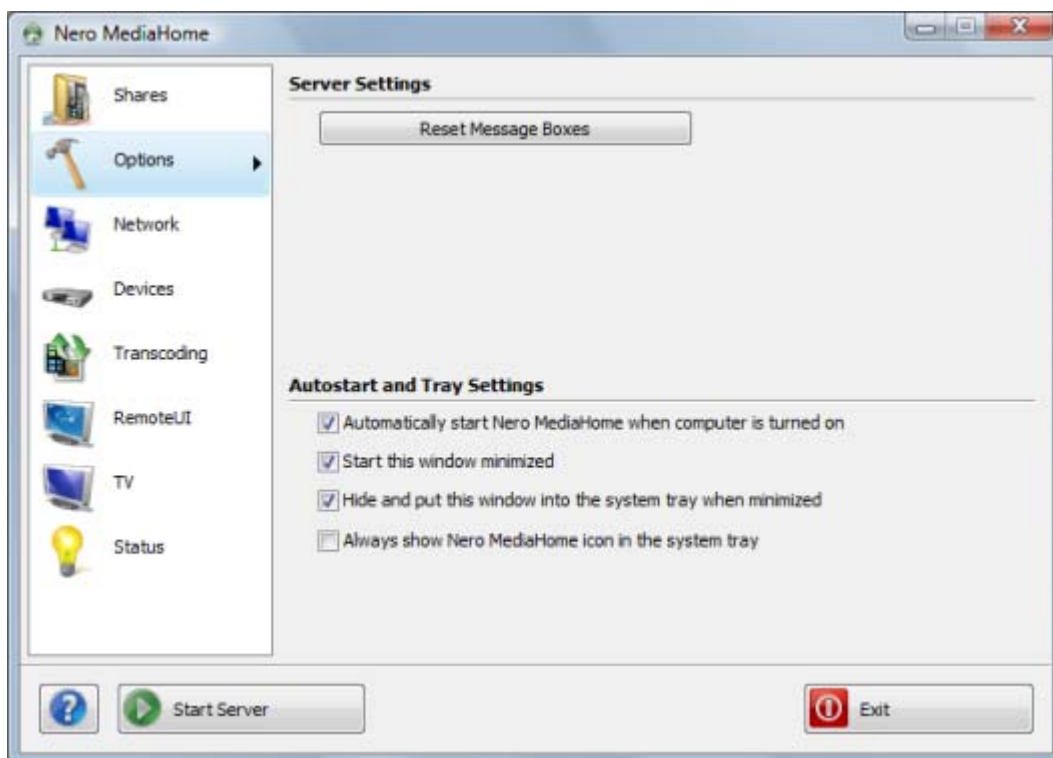 Nero MediaHome
Shares
Options
Network
Devices
Transcoding
RemoteUI
TV
Status
Server Settings
Reset Message Boxes
Autostart and Tray Settings
Automatically start Nero MediaHome when computer is turned on
Start this window minimized
Hide and put this window into the system tray when minimized
Always show Nero MediaHome icon in the system tray
Start Server
Exit